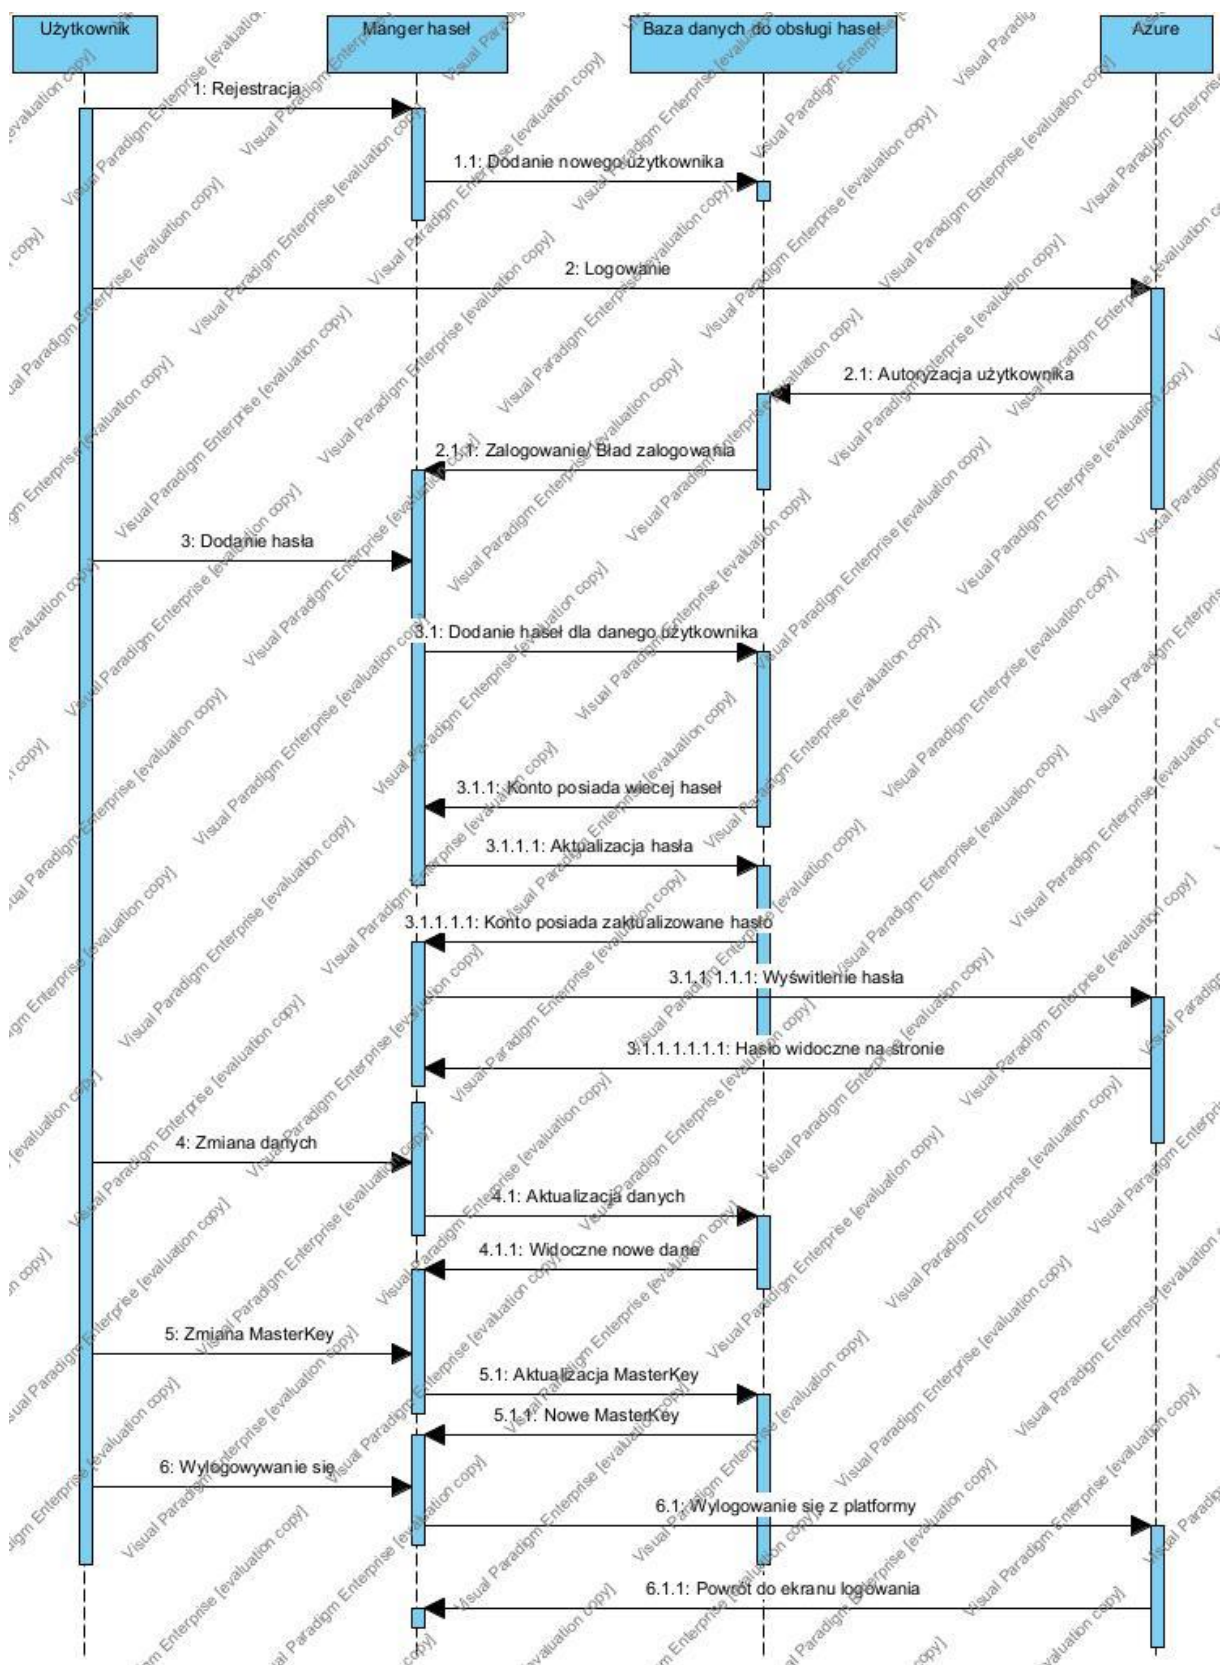 Użytkownik
Manger haseł
Baza danych do obsługi haseł
Azure
1: Rejestracja
1.1: Dodanie nowego użytkownika
2: Logowanie
2.1: Autoryzacja użytkownika
2.1.1: Zalogowanie/ Bład zalogowania
3: Dodanie hasła
3.1: Dodanie haseł dla danego użytkownika
3.1.1: Konto posiada wiecej haseł
3.1.1.1: Aktualizacja hasła
3.1.1.1.1: Konto posiada zaktualizowane hasło
3.1.1.1.1.1: Wyświtlenie hasła
3.1.1.1.1.1.1: Hasło widoczne na stronie
4: Zmiana danych
4.1: Aktualizacja danych
4.1.1: Widoczne nowe dane
5: Zmiana MasterKey
5.1: Aktualizacja MasterKey
5.1.1: Nowe MasterKey
6: Wylogowywanie się
6.1: Wylogowanie się z platformy
6.1.1: Powrót do ekranu logowania
Visual Paradigm Enterprise [evaluation copy]